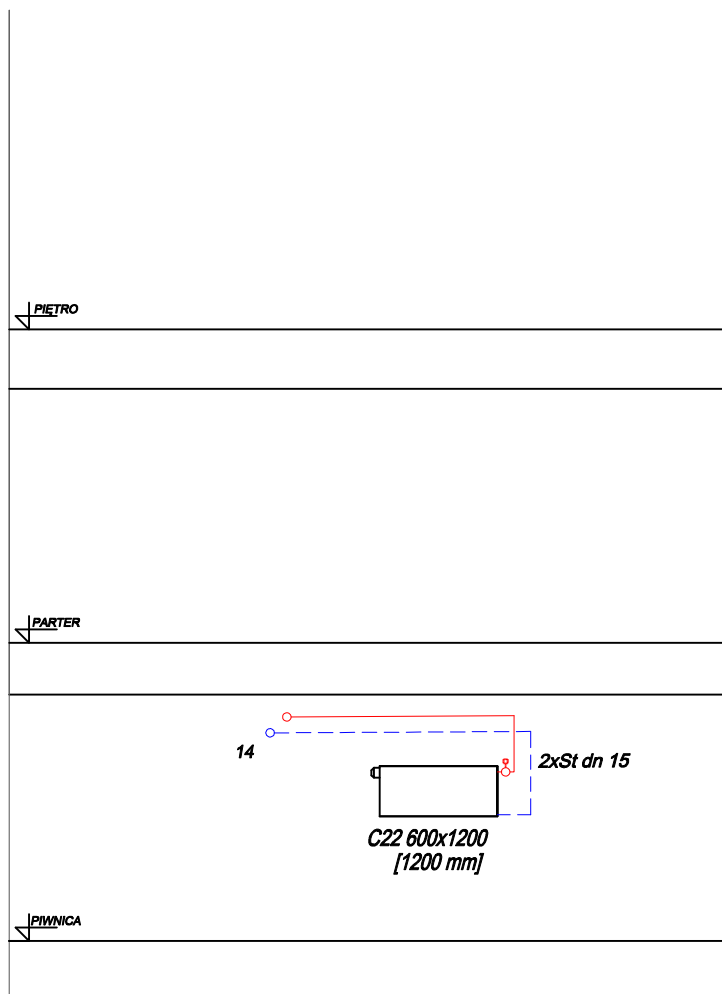 PIĘTRO
PARTER
14
2xSt dn 15
C22 600x1200
[1200 mm]
PIWNICA